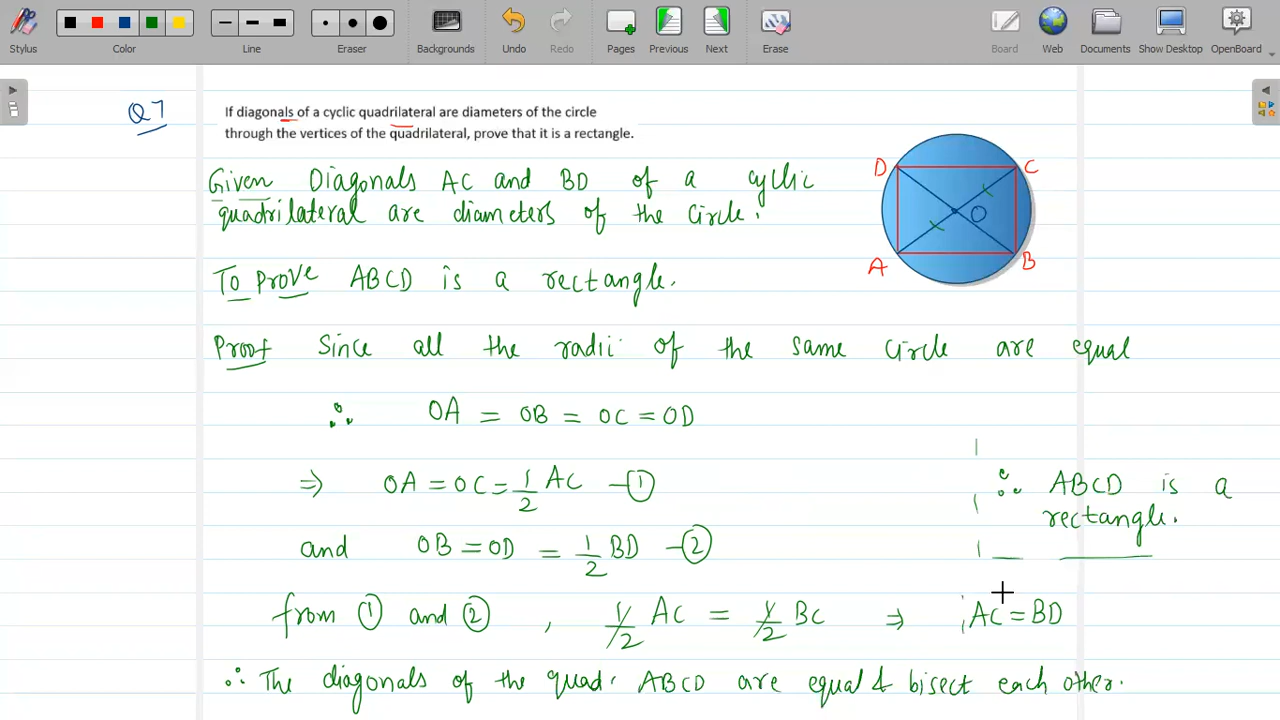 Stylus
Color
Line
Eraser
Backgrounds
Undo
Redo
Pages
Previous
Next
Erase
Board
Web
Documents
Show Desktop
OpenBoard
Q7
If diagonals of a cyclic quadrilateral are diameters of the circle
through the vertices of the quadrilateral, prove that it is a rectangle.
D
C
O
A
B
Given Diagonals AC and BD of a cyclic
quadrilateral are diameters of the circle.
To Prove ABCD is a rectangle.
Proof Since all the radii of the same circle are equal
∴ OA = OB = OC = OD
⇒ OA = OC = 1/2 AC - ①
and OB = OD = 1/2 BD - ②
from ① and ② , 1/2 AC = 1/2 BC ⇒ AC = BD
∴ The diagonals of the quad. ABCD are equal & bisect each other.
∴ ABCD is a
rectangle.